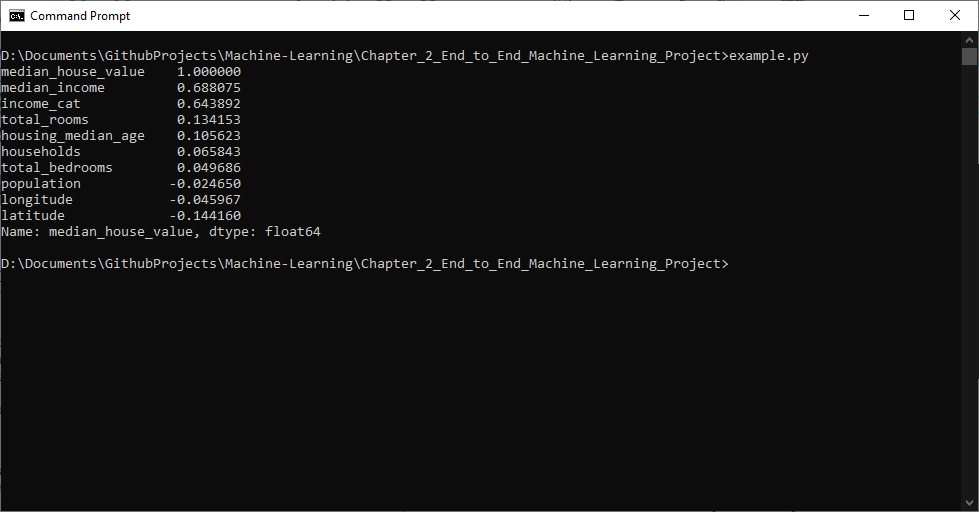 Command Prompt
D:\Documents\GithubProjects\Machine-Learning\Chapter_2_End_to_End_Machine_Learning_Project>example.py
median_house_value    1.000000
median_income         0.688075
income_cat            0.643892
total_rooms           0.134153
housing_median_age    0.105623
households            0.065843
total_bedrooms        0.049686
population           -0.024650
longitude            -0.045967
latitude             -0.144160
Name: median_house_value, dtype: float64
D:\Documents\GithubProjects\Machine-Learning\Chapter_2_End_to_End_Machine_Learning_Project>